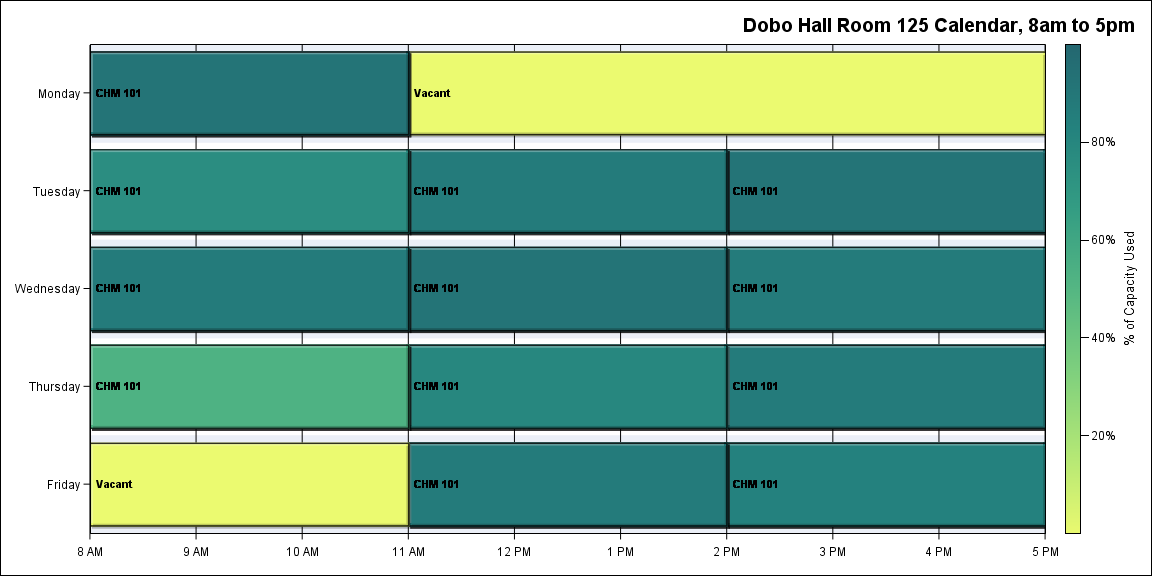 Dobo Hall Room 125 Calendar, 8am to 5pm
Monday
CHM 101
Vacant
Tuesday
CHM 101
CHM 101
CHM 101
Wednesday
CHM 101
CHM 101
CHM 101
Thursday
CHM 101
CHM 101
CHM 101
Friday
Vacant
CHM 101
CHM 101
8 AM
9 AM
10 AM
11 AM
12 PM
1 PM
2 PM
3 PM
4 PM
5 PM
80%
60%
40%
20%
% of Capacity Used